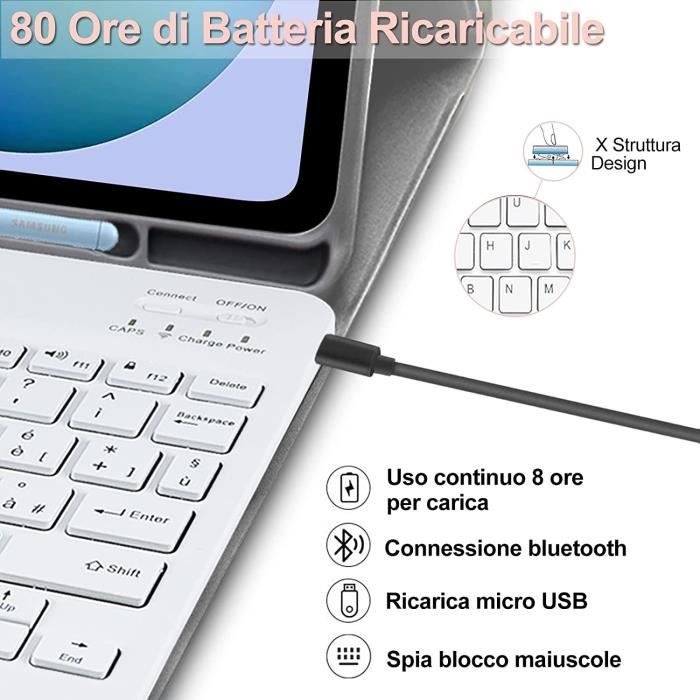 80 Ore di Batteria Ricaricabile
X Struttura
Design
U
H J K
B N M
SAMSUNG
Connect OFF/ON
CAPS Charge Power
f11 f12 Delete
? ^ Backspace
' ì
é * §
è + ] ù
° Enter
à #
Shift
Up
End
Uso continuo 8 ore
per carica
Connessione bluetooth
Ricarica micro USB
Spia blocco maiuscole